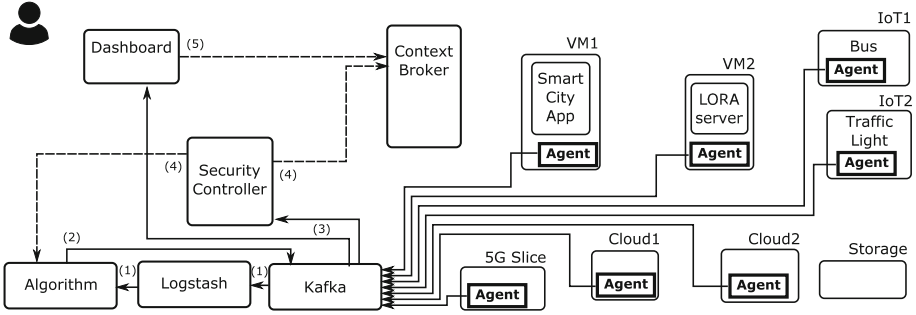 IoT1
Dashboard
(5)
Context
Broker
VM1
Bus
Agent
VM2
Smart
City
App
LORA
server
IoT2
Traffic
Light
Agent
Agent
Agent
(4)
Security
Controller
(4)
(2)
(3)
5G Slice
Cloud1
Cloud2
Storage
Algorithm
(1)
Logstash
(1)
Kafka
Agent
Agent
Agent